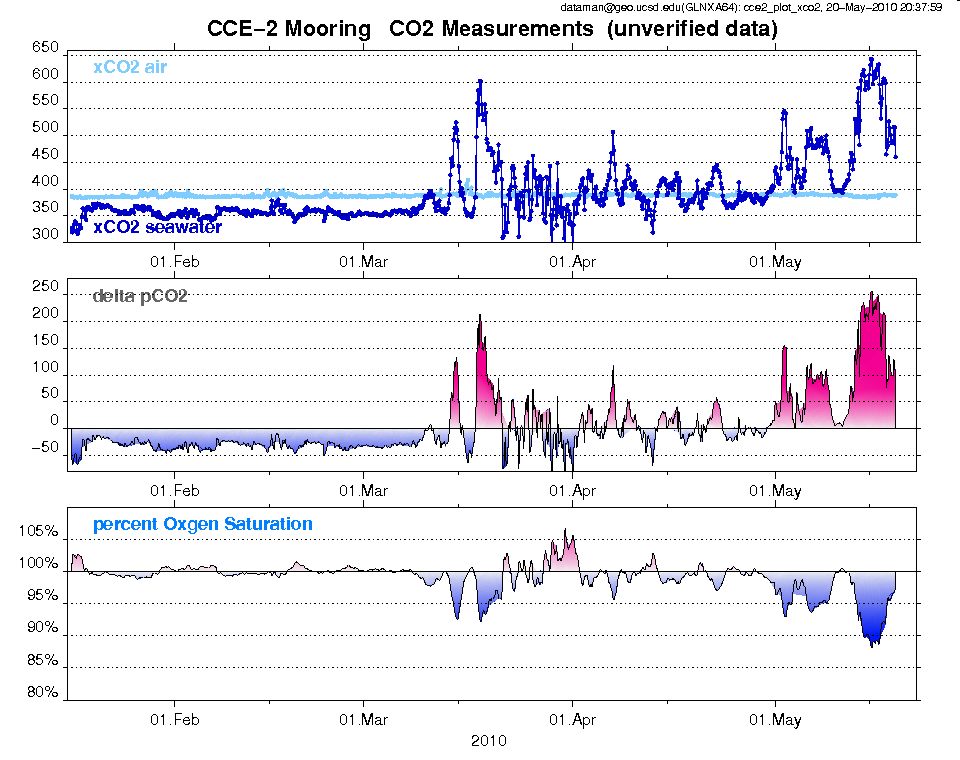 dataman@geo.ucsd.edu(GLNXA64): cce2_plot_xco2, 20-May-2010 20:37:59
CCE-2 Mooring CO2 Measurements (unverified data)
650
xCO2 air
600
550
500
450
400
350
xCO2 seawater
300
01.Feb 01.Mar 01.Apr 01.May
250
delta pCO2
200
150
100
50
0
-50
01.Feb 01.Mar 01.Apr 01.May
percent Oxgen Saturation
105%
100%
95%
90%
85%
80%
01.Feb 01.Mar 01.Apr 01.May
2010